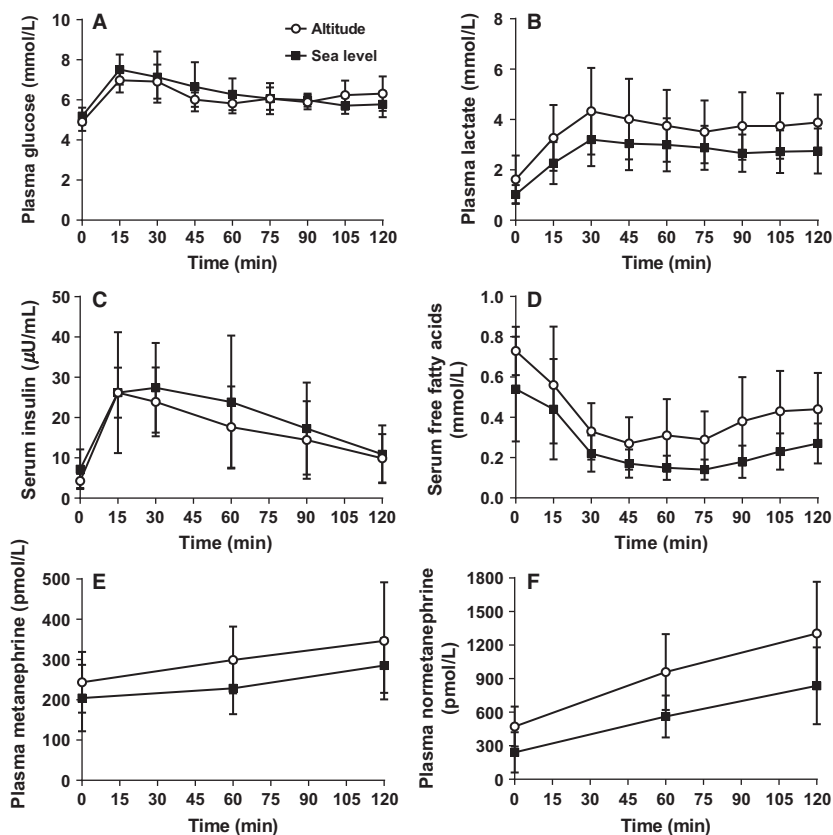 A
Altitude
Sea level
Plasma glucose (mmol/L)
10
8
6
4
2
0
0 15 30 45 60 75 90 105 120
Time (min)
B
Plasma lactate (mmol/L)
8
6
4
2
0
0 15 30 45 60 75 90 105 120
Time (min)
C
Serum insulin (μU/mL)
50
40
30
20
10
0
0 15 30 45 60 75 90 105 120
Time (min)
D
Serum free fatty acids
(mmol/L)
1.0
0.8
0.6
0.4
0.2
0.0
0 15 30 45 60 75 90 105 120
Time (min)
E
Plasma metanephrine (pmol/L)
500
400
300
200
100
0
0 15 30 45 60 75 90 105 120
Time (min)
F
Plasma normetanephrine
(pmol/L)
1800
1500
1200
900
600
300
0
0 15 30 45 60 75 90 105 120
Time (min)